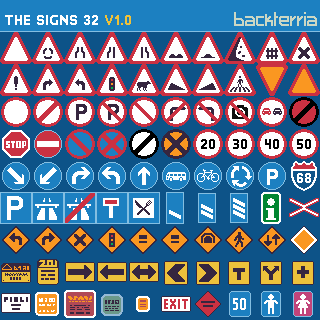 THE SIGNS 32 V1.0
backterria
P P
STOP 20 30 40 50
P 68
P i
T Y
EXIT 50